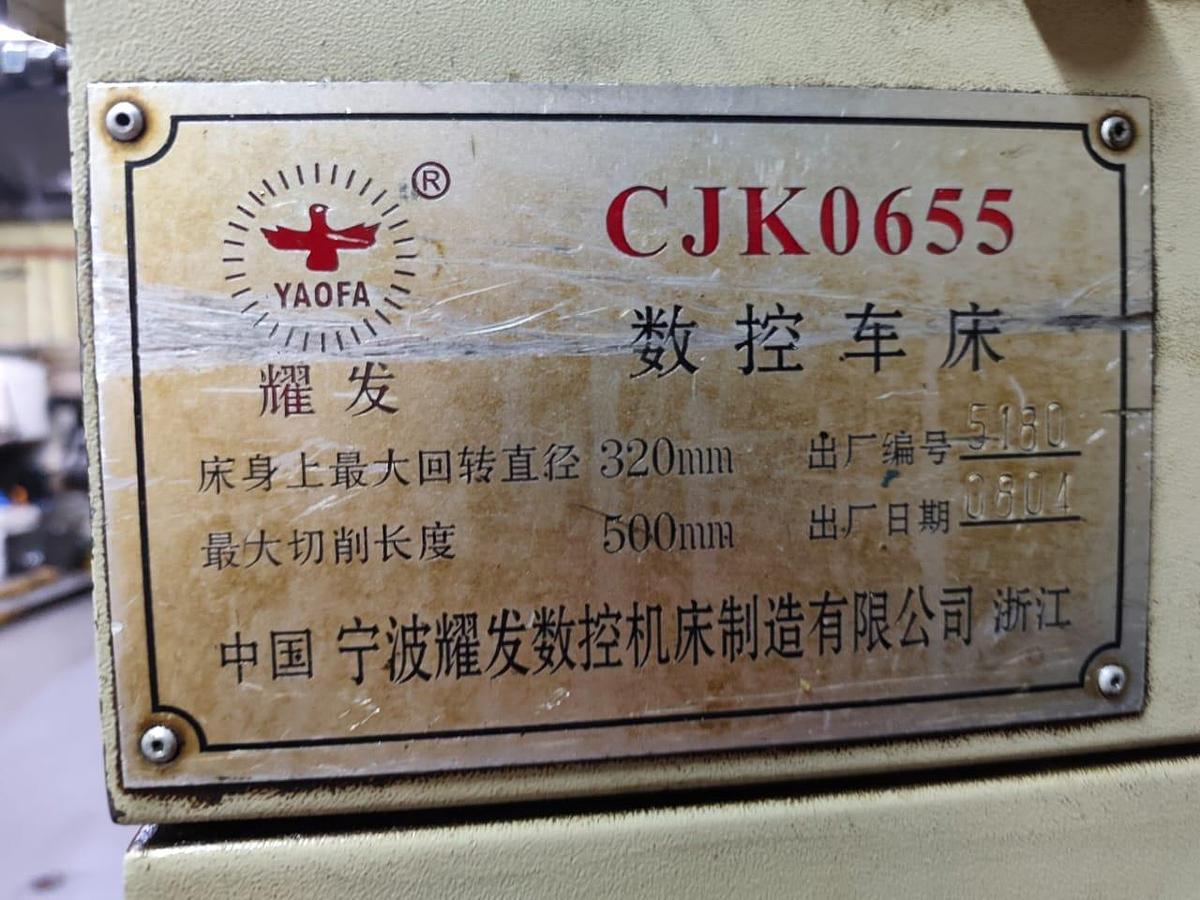 ®
YAOFA
耀发
CJK0655
数控车床
床身上最大回转直径 320mm 出厂编号 5180
最大切削长度 500mm 出厂日期 0804
中国 宁波耀发数控机床制造有限公司 浙江